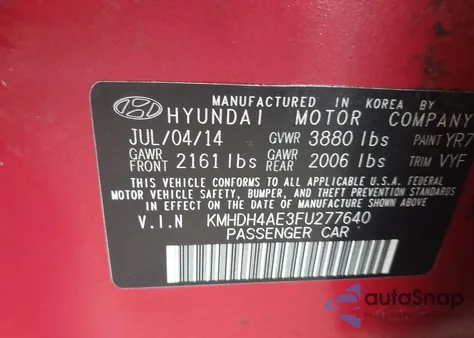 MANUFACTURED IN KOREA BY
HYUNDAI MOTOR COMPANY
JUL/04/14 GVWR 3880 lbs PAINT YR7
GAWR FRONT 2161 lbs GAWR REAR 2006 lbs TRIM VYF
THIS VEHICLE CONFORMS TO ALL U.S.A. FEDERAL
MOTOR VEHICLE SAFETY, BUMPER, AND THEFT
PREVENTION STANDARDS IN EFFECT ON THE DATE OF
MANUFACTURE SHOWN ABOVE.
V.I.N KMHDH4AE3FU277640
PASSENGER CAR
autoSnap